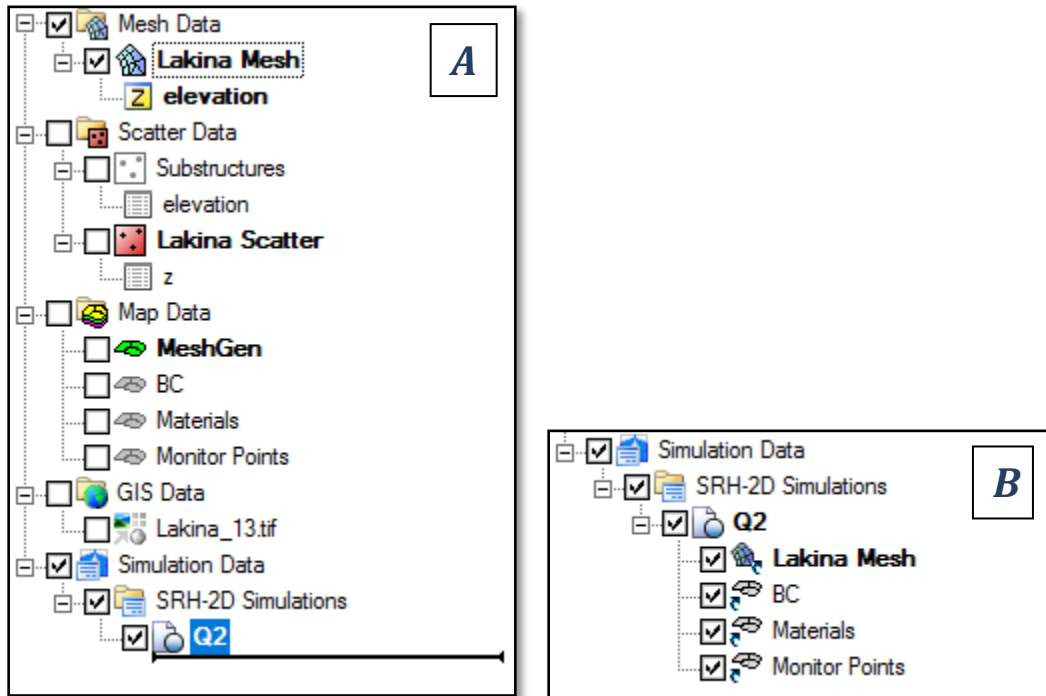 Mesh Data
A
Lakina Mesh
Z elevation
Scatter Data
Substructures
elevation
Lakina Scatter
z
Map Data
MeshGen
BC
Materials
Monitor Points
GIS Data
Lakina_13.tif
Simulation Data
SRH-2D Simulations
Q2
Simulation Data
B
SRH-2D Simulations
Q2
Lakina Mesh
BC
Materials
Monitor Points